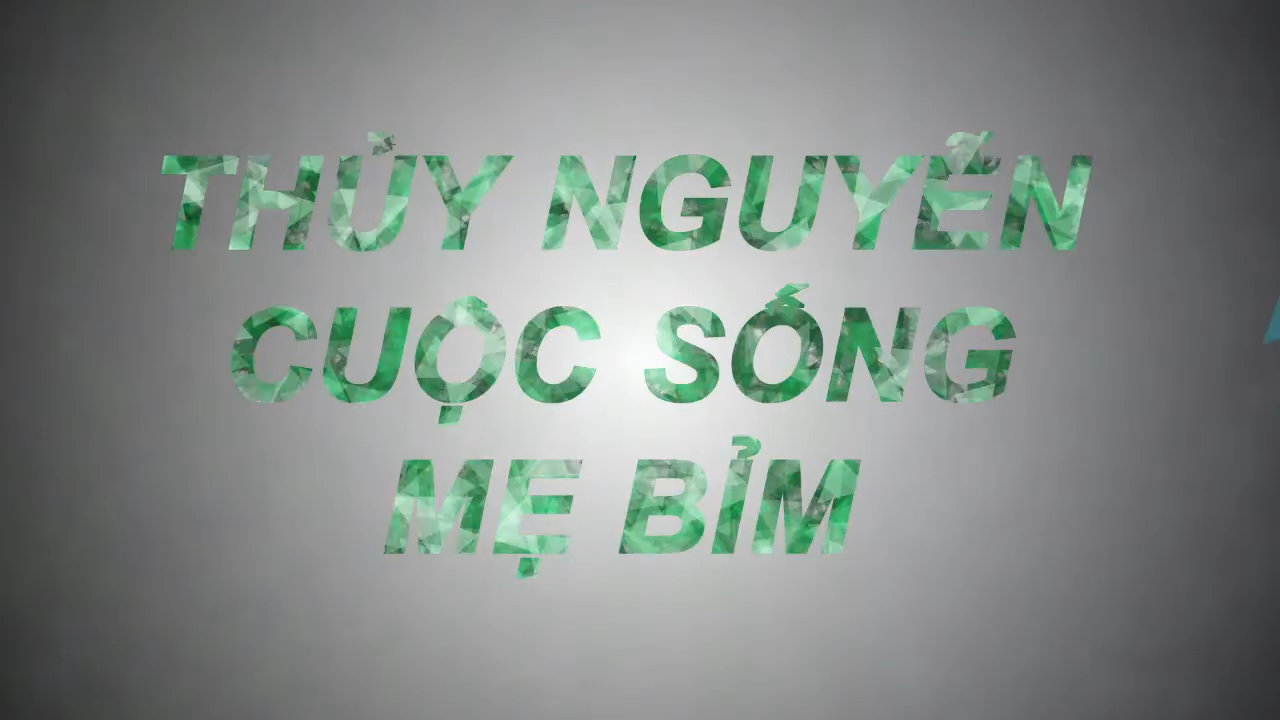 THỦY NGUYỄN
CUỘC SỐNG
MẸ BỈM